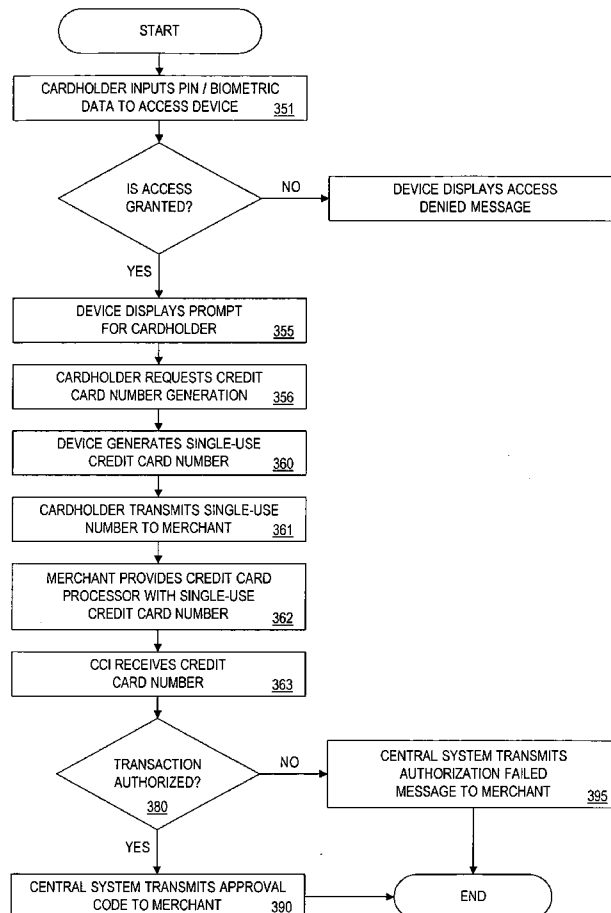 START
CARDHOLDER INPUTS PIN / BIOMETRIC
DATA TO ACCESS DEVICE
351
IS ACCESS
GRANTED?
NO
DEVICE DISPLAYS ACCESS
DENIED MESSAGE
YES
DEVICE DISPLAYS PROMPT
FOR CARDHOLDER
355
CARDHOLDER REQUESTS CREDIT
CARD NUMBER GENERATION
356
DEVICE GENERATES SINGLE-USE
CREDIT CARD NUMBER
360
CARDHOLDER TRANSMITS SINGLE-USE
NUMBER TO MERCHANT
361
MERCHANT PROVIDES CREDIT CARD
PROCESSOR WITH SINGLE-USE
CREDIT CARD NUMBER
362
CCI RECEIVES CREDIT
CARD NUMBER
363
TRANSACTION
AUTHORIZED?
380
NO
CENTRAL SYSTEM TRANSMITS
AUTHORIZATION FAILED
MESSAGE TO MERCHANT
395
YES
CENTRAL SYSTEM TRANSMITS APPROVAL
CODE TO MERCHANT
390
END